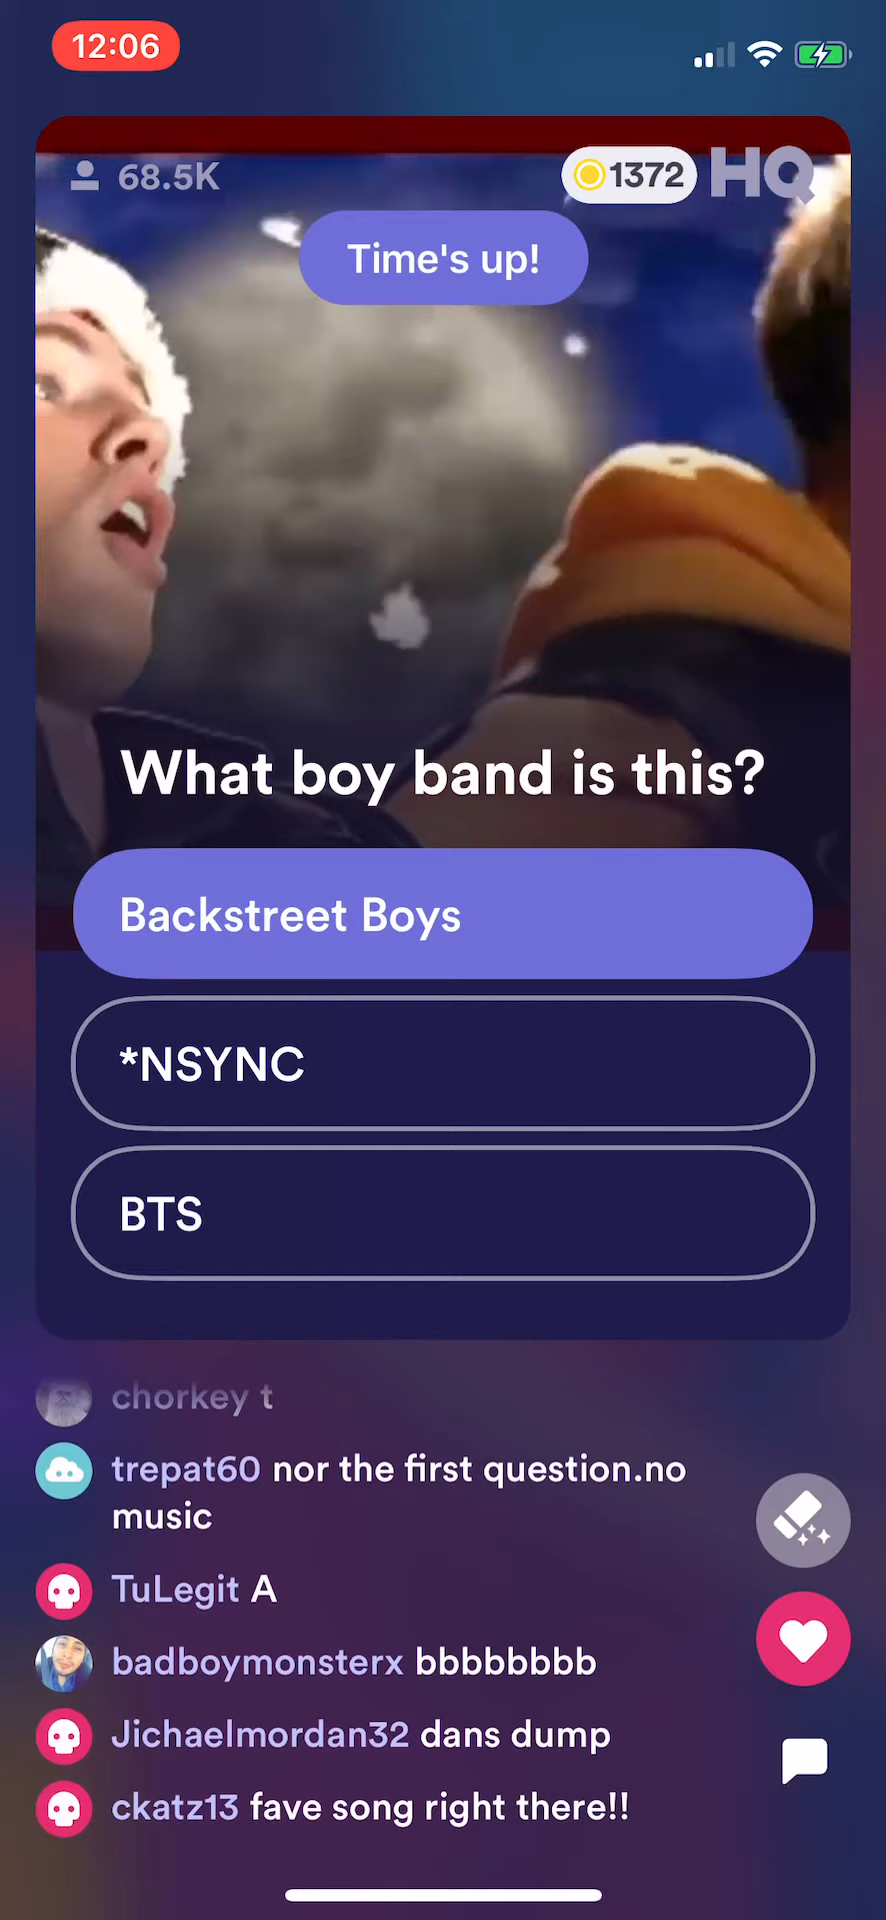 12:06
68.5K
1372
HQ
Time's up!
What boy band is this?
Backstreet Boys
*NSYNC
BTS
chorkey t
trepat60 nor the first question.no
music
TuLegit A
badboymonsterx bbbbbbbb
Jichaelmordan32 dans dump
ckatz13 fave song right there!!